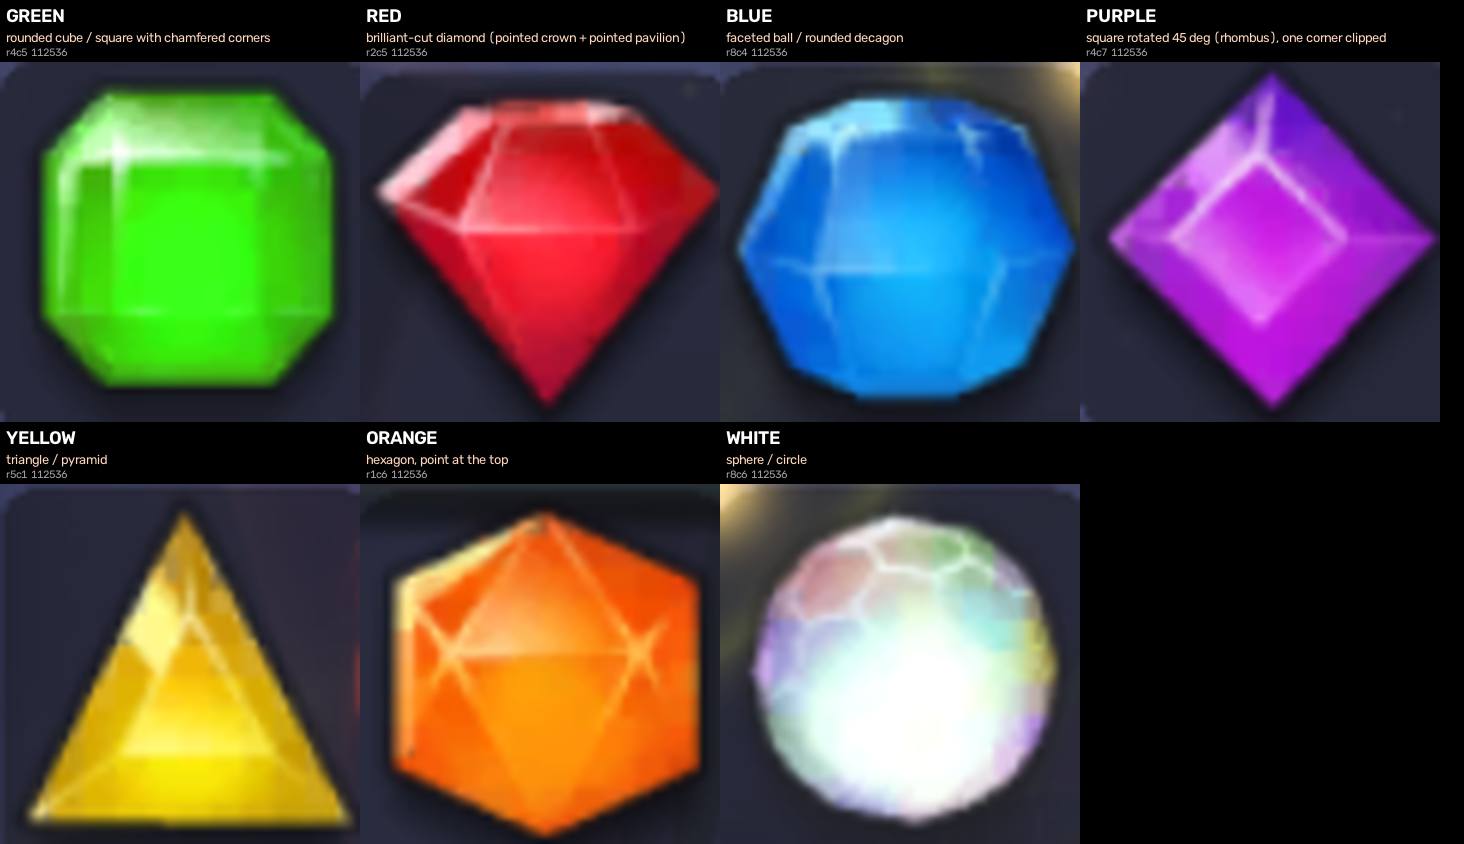 GREEN
rounded cube / square with chamfered corners
r4c5 112536
RED
brilliant-cut diamond (pointed crown + pointed pavilion)
r2c5 112536
BLUE
faceted ball / rounded decagon
r8c4 112536
PURPLE
square rotated 45 deg (rhombus), one corner clipped
r4c7 112536
YELLOW
triangle / pyramid
r5c1 112536
ORANGE
hexagon, point at the top
r1c6 112536
WHITE
sphere / circle
r8c6 112536